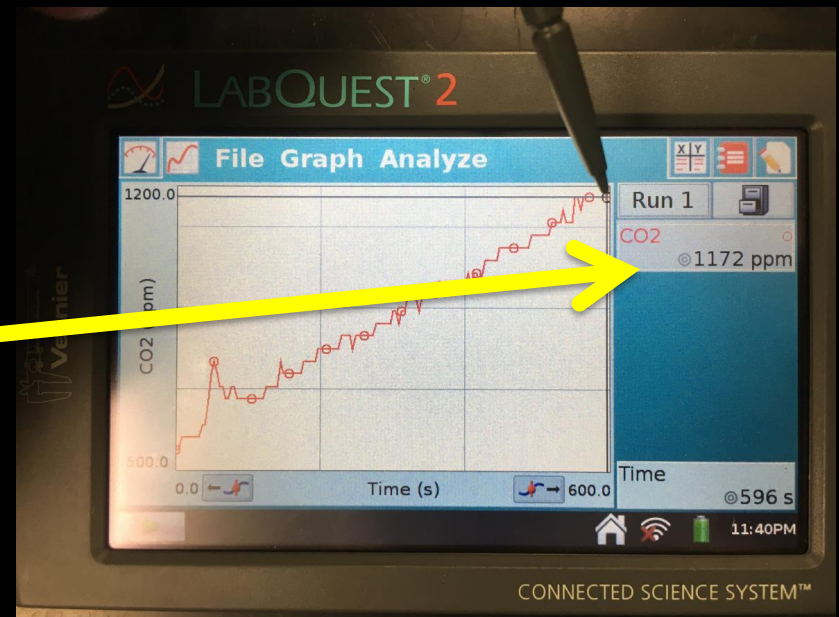 LABQUEST®2
File Graph Analyze
X Y
1200.0
Run 1
CO2
1172 ppm
CO2
Vernier
500.0
0.0
Time (s)
600.0
Time
596 s
11:40PM
CONNECTED SCIENCE SYSTEM™